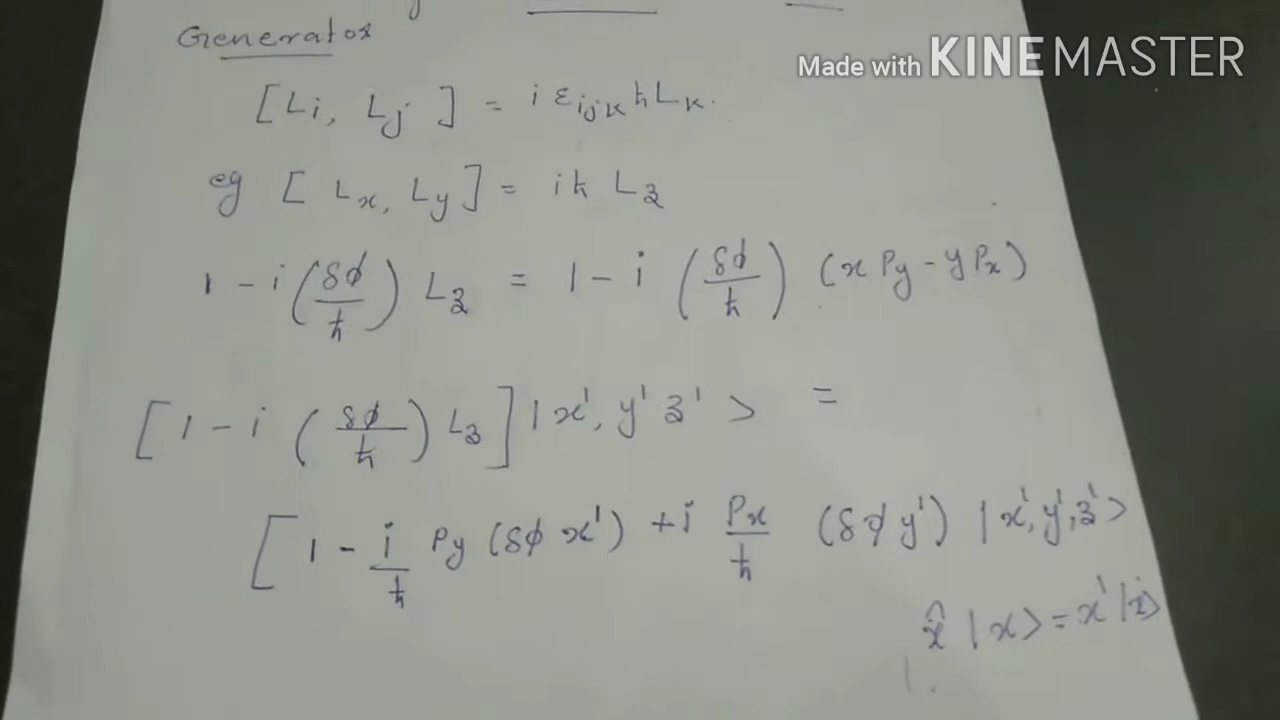 Generator
Made with KINEMASTER
[Li, Lj] = i εijk ħ Lk.
eg [Lx, Ly] = iħ Lz
1 - i (δϕ/ħ) Lz = 1 - i (δϕ/ħ) (x Py - y Px)
[1 - i (δϕ/ħ) Lz] | x', y' z' > =
[1 - i/ħ Py (δϕ x') + i Px/ħ (δϕ y') | x', y', z' >
x̂ | x > = x' | x >